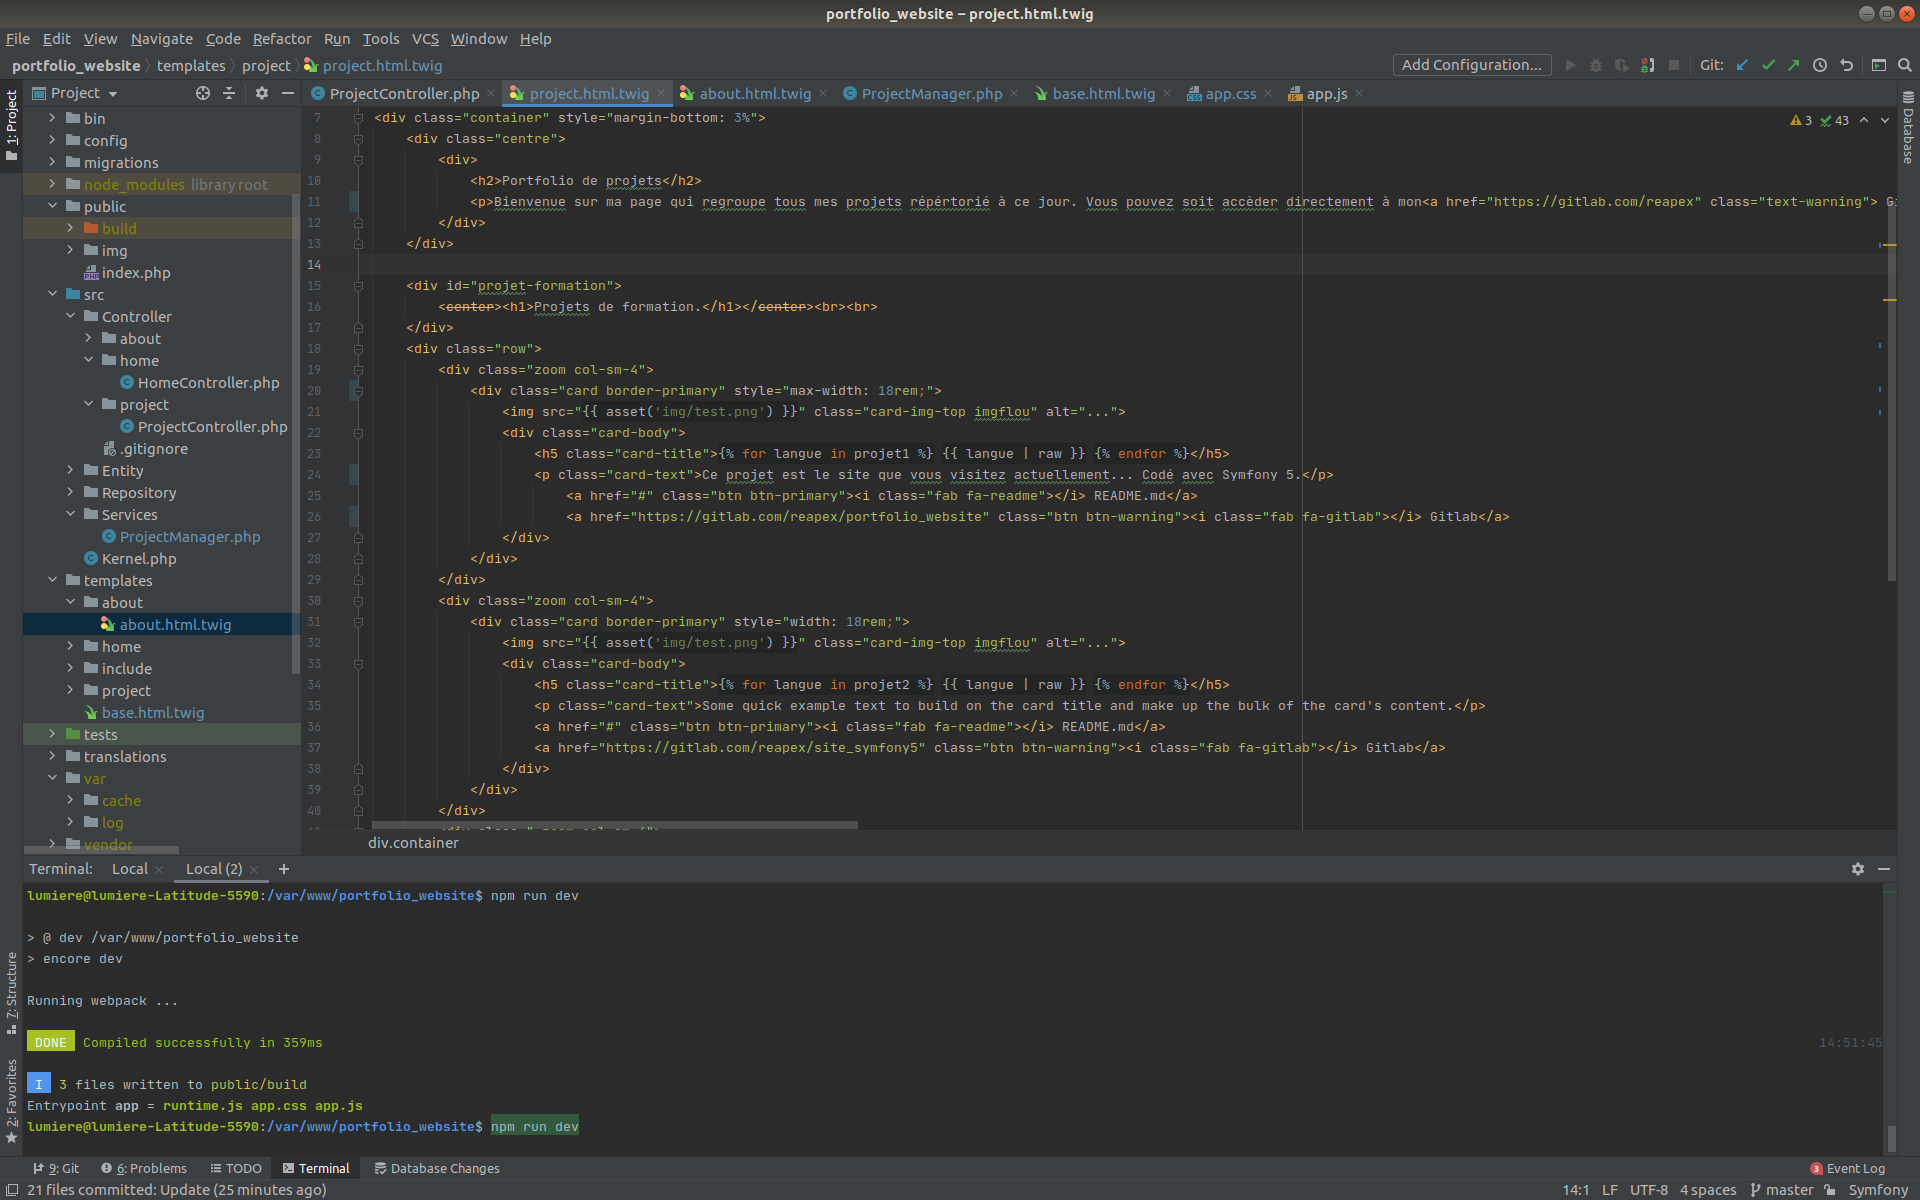 portfolio_website – project.html.twig
File Edit View Navigate Code Refactor Run Tools VCS Window Help
portfolio_website templates project project.html.twig Add Configuration... Git:
1: Project
Project
bin
config
migrations
node_modules library root
public
build
img
index.php
src
Controller
about
home
HomeController.php
project
ProjectController.php
.gitignore
Entity
Repository
Services
ProjectManager.php
Kernel.php
templates
about
about.html.twig
home
include
project
base.html.twig
tests
translations
var
cache
log
vendor
ProjectController.php project.html.twig about.html.twig ProjectManager.php base.html.twig app.css app.js
3 43
Database
7 <div class="container" style="margin-bottom: 3%">
8 <div class="centre">
9 <div>
10 <h2>Portfolio de projets</h2>
11 <p>Bienvenue sur ma page qui regroupe tous mes projets répértorié à ce jour. Vous pouvez soit accèder directement à mon<a href="https://gitlab.com/reapex" class="text-warning"> G
12 </div>
13 </div>
14
15 <div id="projet-formation">
16 <center><h1>Projets de formation.</h1></center><br><br>
17 </div>
18 <div class="row">
19 <div class="zoom col-sm-4">
20 <div class="card border-primary" style="max-width: 18rem;">
21 <img src="{{ asset('img/test.png') }}" class="card-img-top imgflou" alt="...">
22 <div class="card-body">
23 <h5 class="card-title">{% for langue in projet1 %} {{ langue | raw }} {% endfor %}</h5>
24 <p class="card-text">Ce projet est le site que vous visitez actuellement... Codé avec Symfony 5.</p>
25 <a href="#" class="btn btn-primary"><i class="fab fa-readme"></i> README.md</a>
26 <a href="https://gitlab.com/reapex/portfolio_website" class="btn btn-warning"><i class="fab fa-gitlab"></i> Gitlab</a>
27 </div>
28 </div>
29 </div>
30 <div class="zoom col-sm-4">
31 <div class="card border-primary" style="width: 18rem;">
32 <img src="{{ asset('img/test.png') }}" class="card-img-top imgflou" alt="...">
33 <div class="card-body">
34 <h5 class="card-title">{% for langue in projet2 %} {{ langue | raw }} {% endfor %}</h5>
35 <p class="card-text">Some quick example text to build on the card title and make up the bulk of the card's content.</p>
36 <a href="#" class="btn btn-primary"><i class="fab fa-readme"></i> README.md</a>
37 <a href="https://gitlab.com/reapex/site_symfony5" class="btn btn-warning"><i class="fab fa-gitlab"></i> Gitlab</a>
38 </div>
39 </div>
40 </div>
div.container
Terminal: Local Local (2)
lumiere@lumiere-Latitude-5590:/var/www/portfolio_website$ npm run dev
> @ dev /var/www/portfolio_website
> encore dev
Running webpack ...
DONE Compiled successfully in 359ms 14:51:45
I 3 files written to public/build
Entrypoint app = runtime.js app.css app.js
lumiere@lumiere-Latitude-5590:/var/www/portfolio_website$ npm run dev
7: Structure
2: Favorites
9: Git 6: Problems TODO Terminal Database Changes 3 Event Log
21 files committed: Update (25 minutes ago) 14:1 LF UTF-8 4 spaces master Symfony